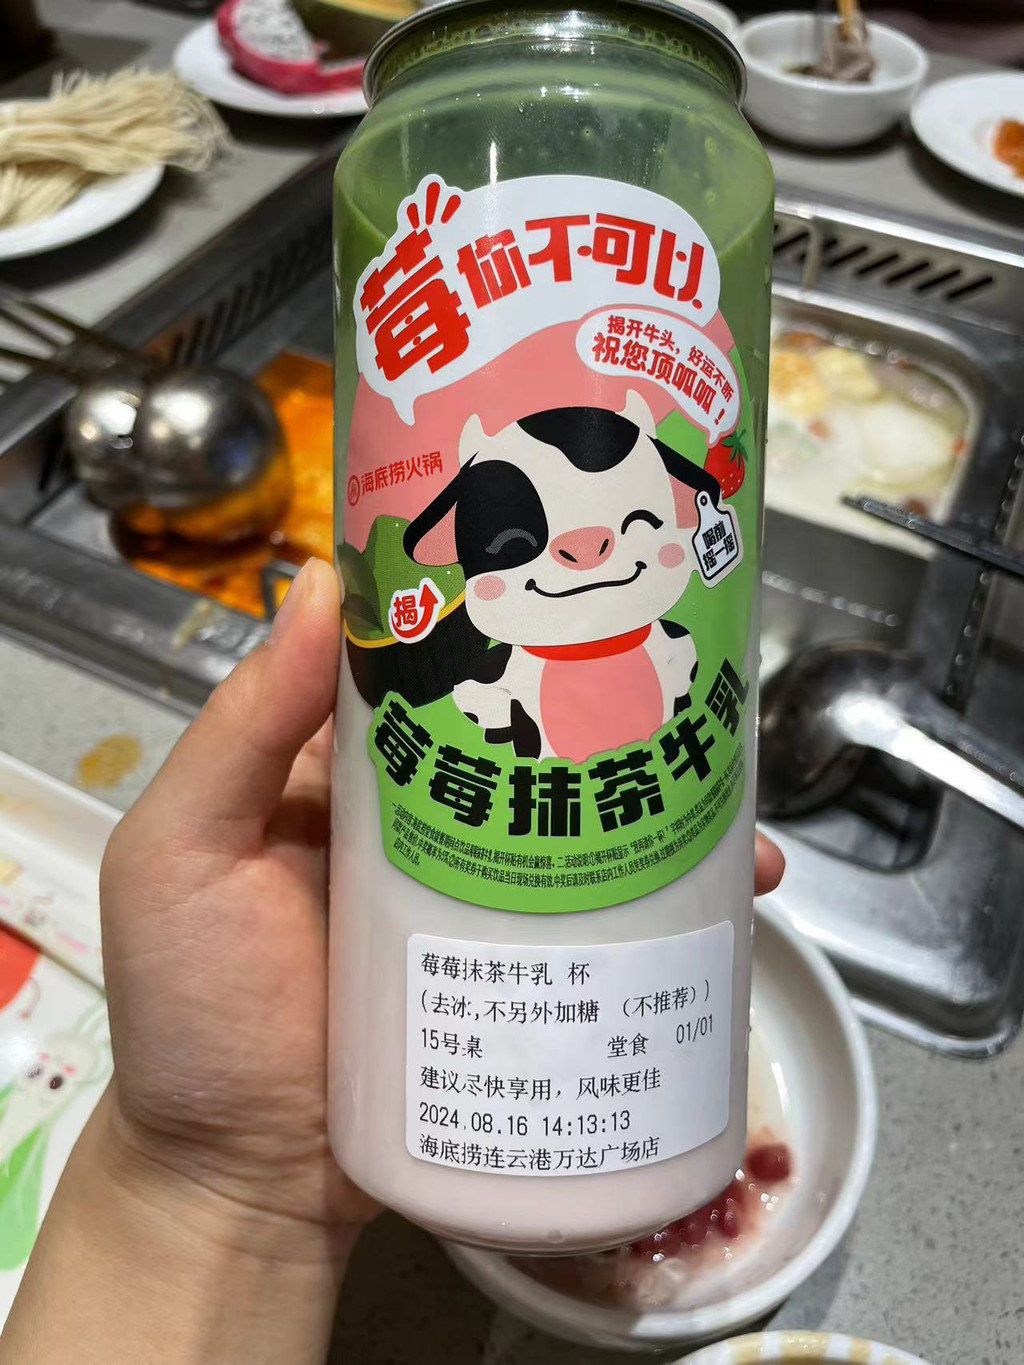 莓你不可以
揭开牛头，好运不断
祝您顶呱呱！
海底捞火锅
喝前
摇一摇
揭
莓莓抹茶牛乳
莓莓抹茶牛乳 杯
(去冰,不另外加糖 （不推荐）)
15号桌 堂食 01/01
建议尽快享用，风味更佳
2024.08.16 14:13:13
海底捞连云港万达广场店